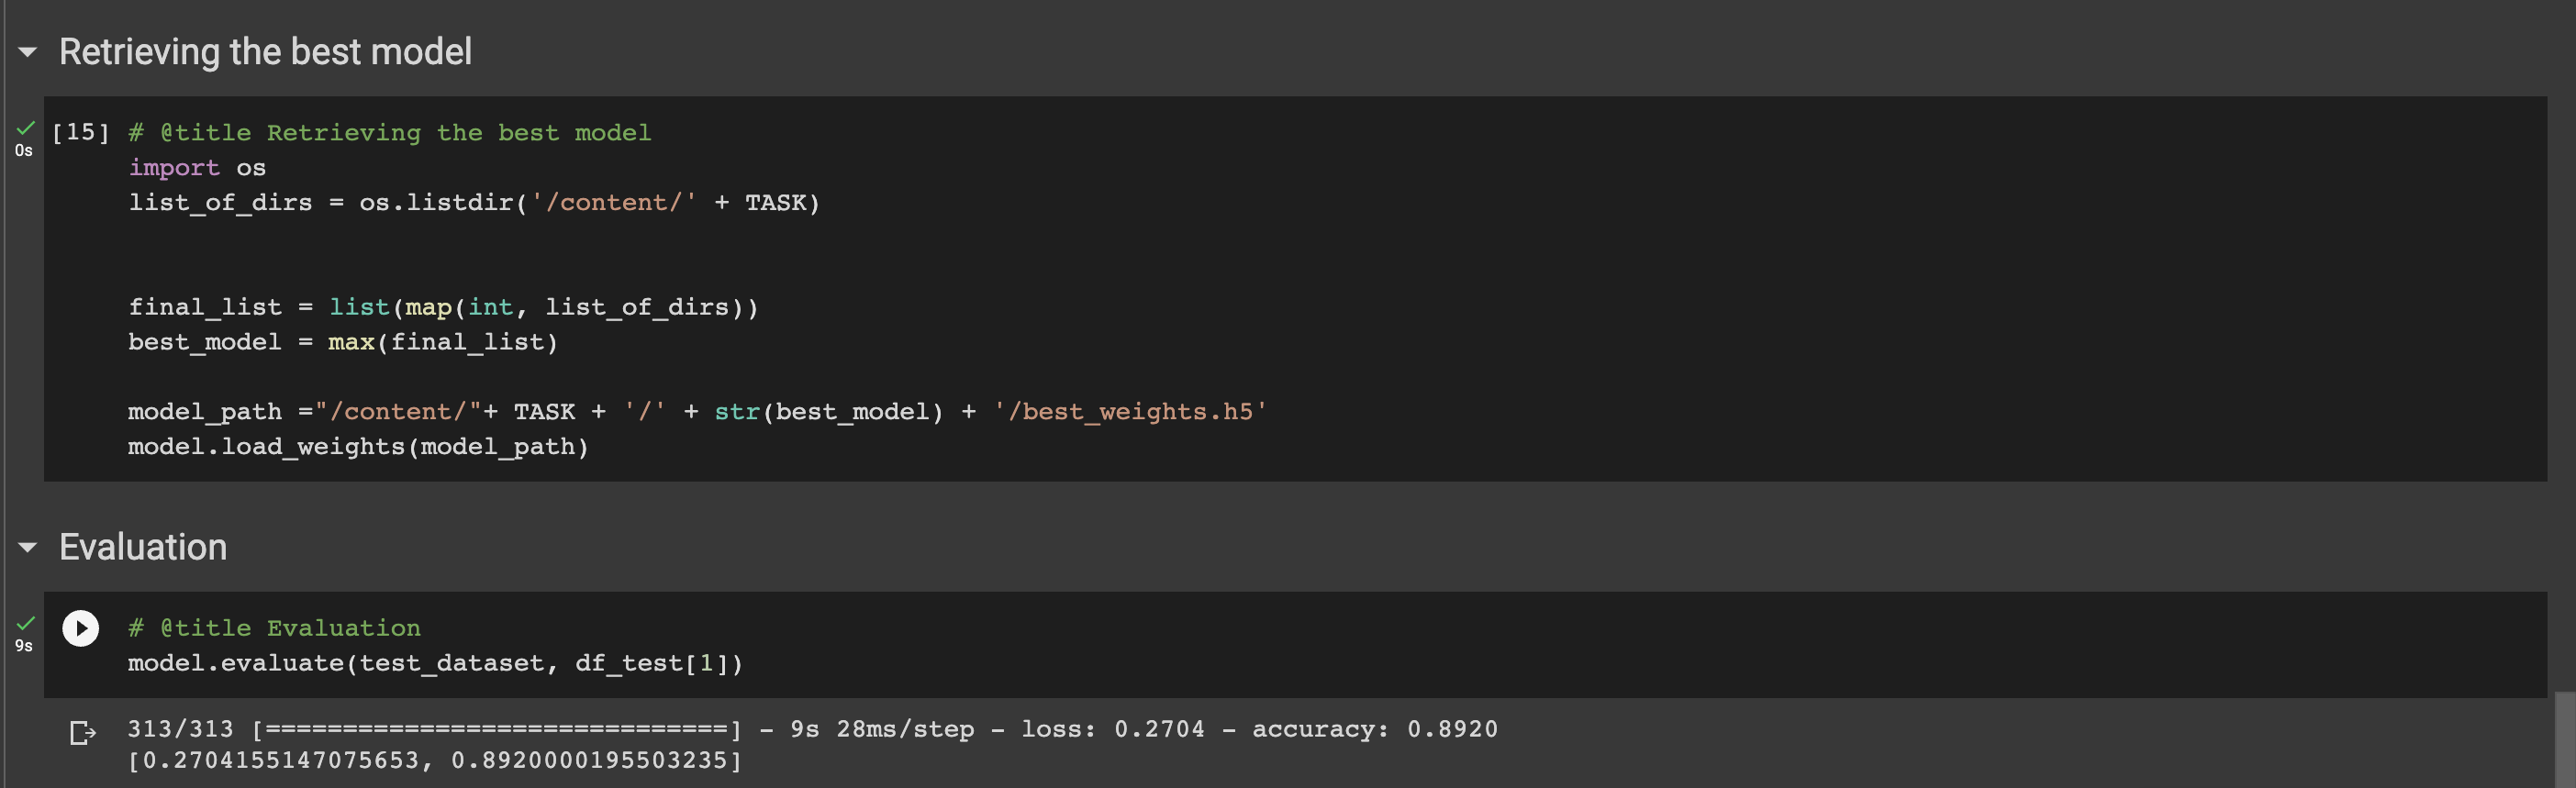 Retrieving the best model
[15] # @title Retrieving the best model
0s
import os
list_of_dirs = os.listdir('/content/' + TASK)
final_list = list(map(int, list_of_dirs))
best_model = max(final_list)
model_path ="/content/"+ TASK + '/' + str(best_model) + '/best_weights.h5'
model.load_weights(model_path)
Evaluation
# @title Evaluation
9s
model.evaluate(test_dataset, df_test[1])
313/313 [==============================] - 9s 28ms/step - loss: 0.2704 - accuracy: 0.8920
[0.2704155147075653, 0.8920000195503235]